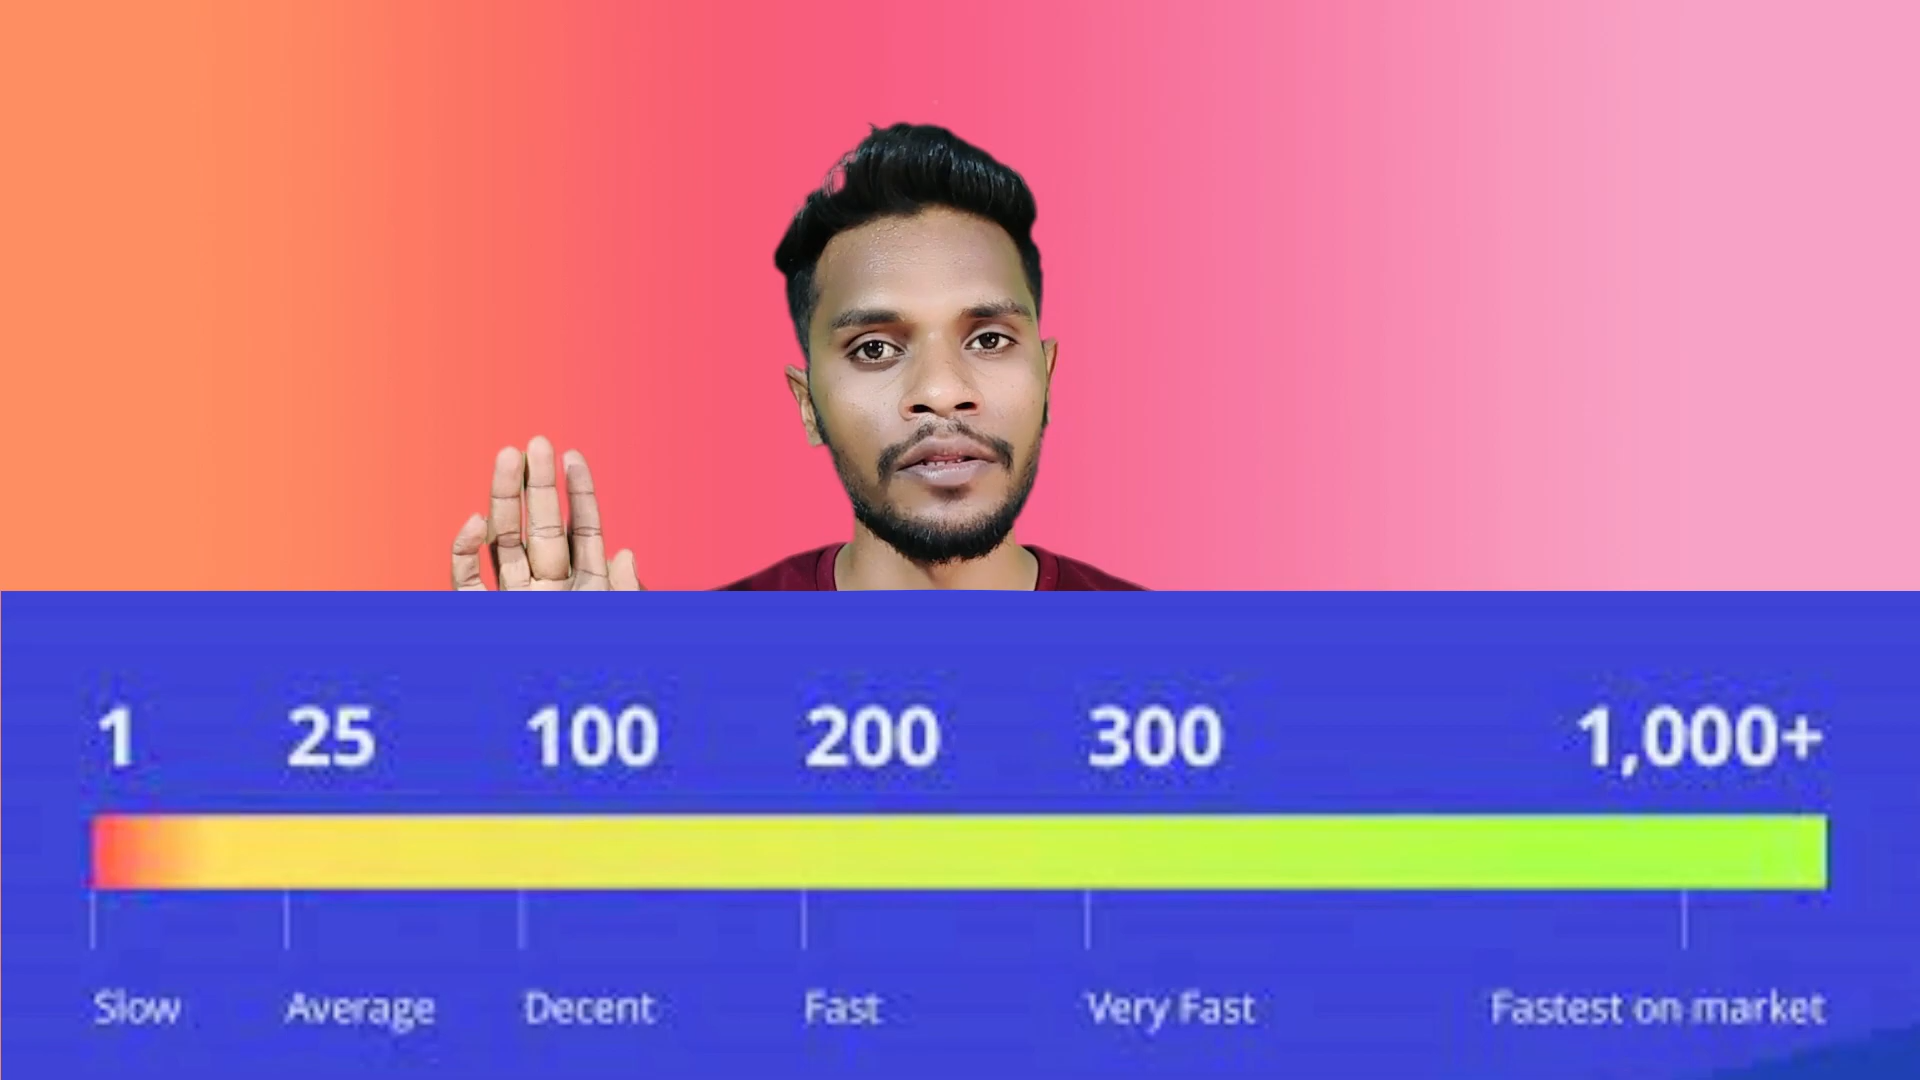 1 25 100 200 300 1,000+
Slow Average Decent Fast Very Fast Fastest on market